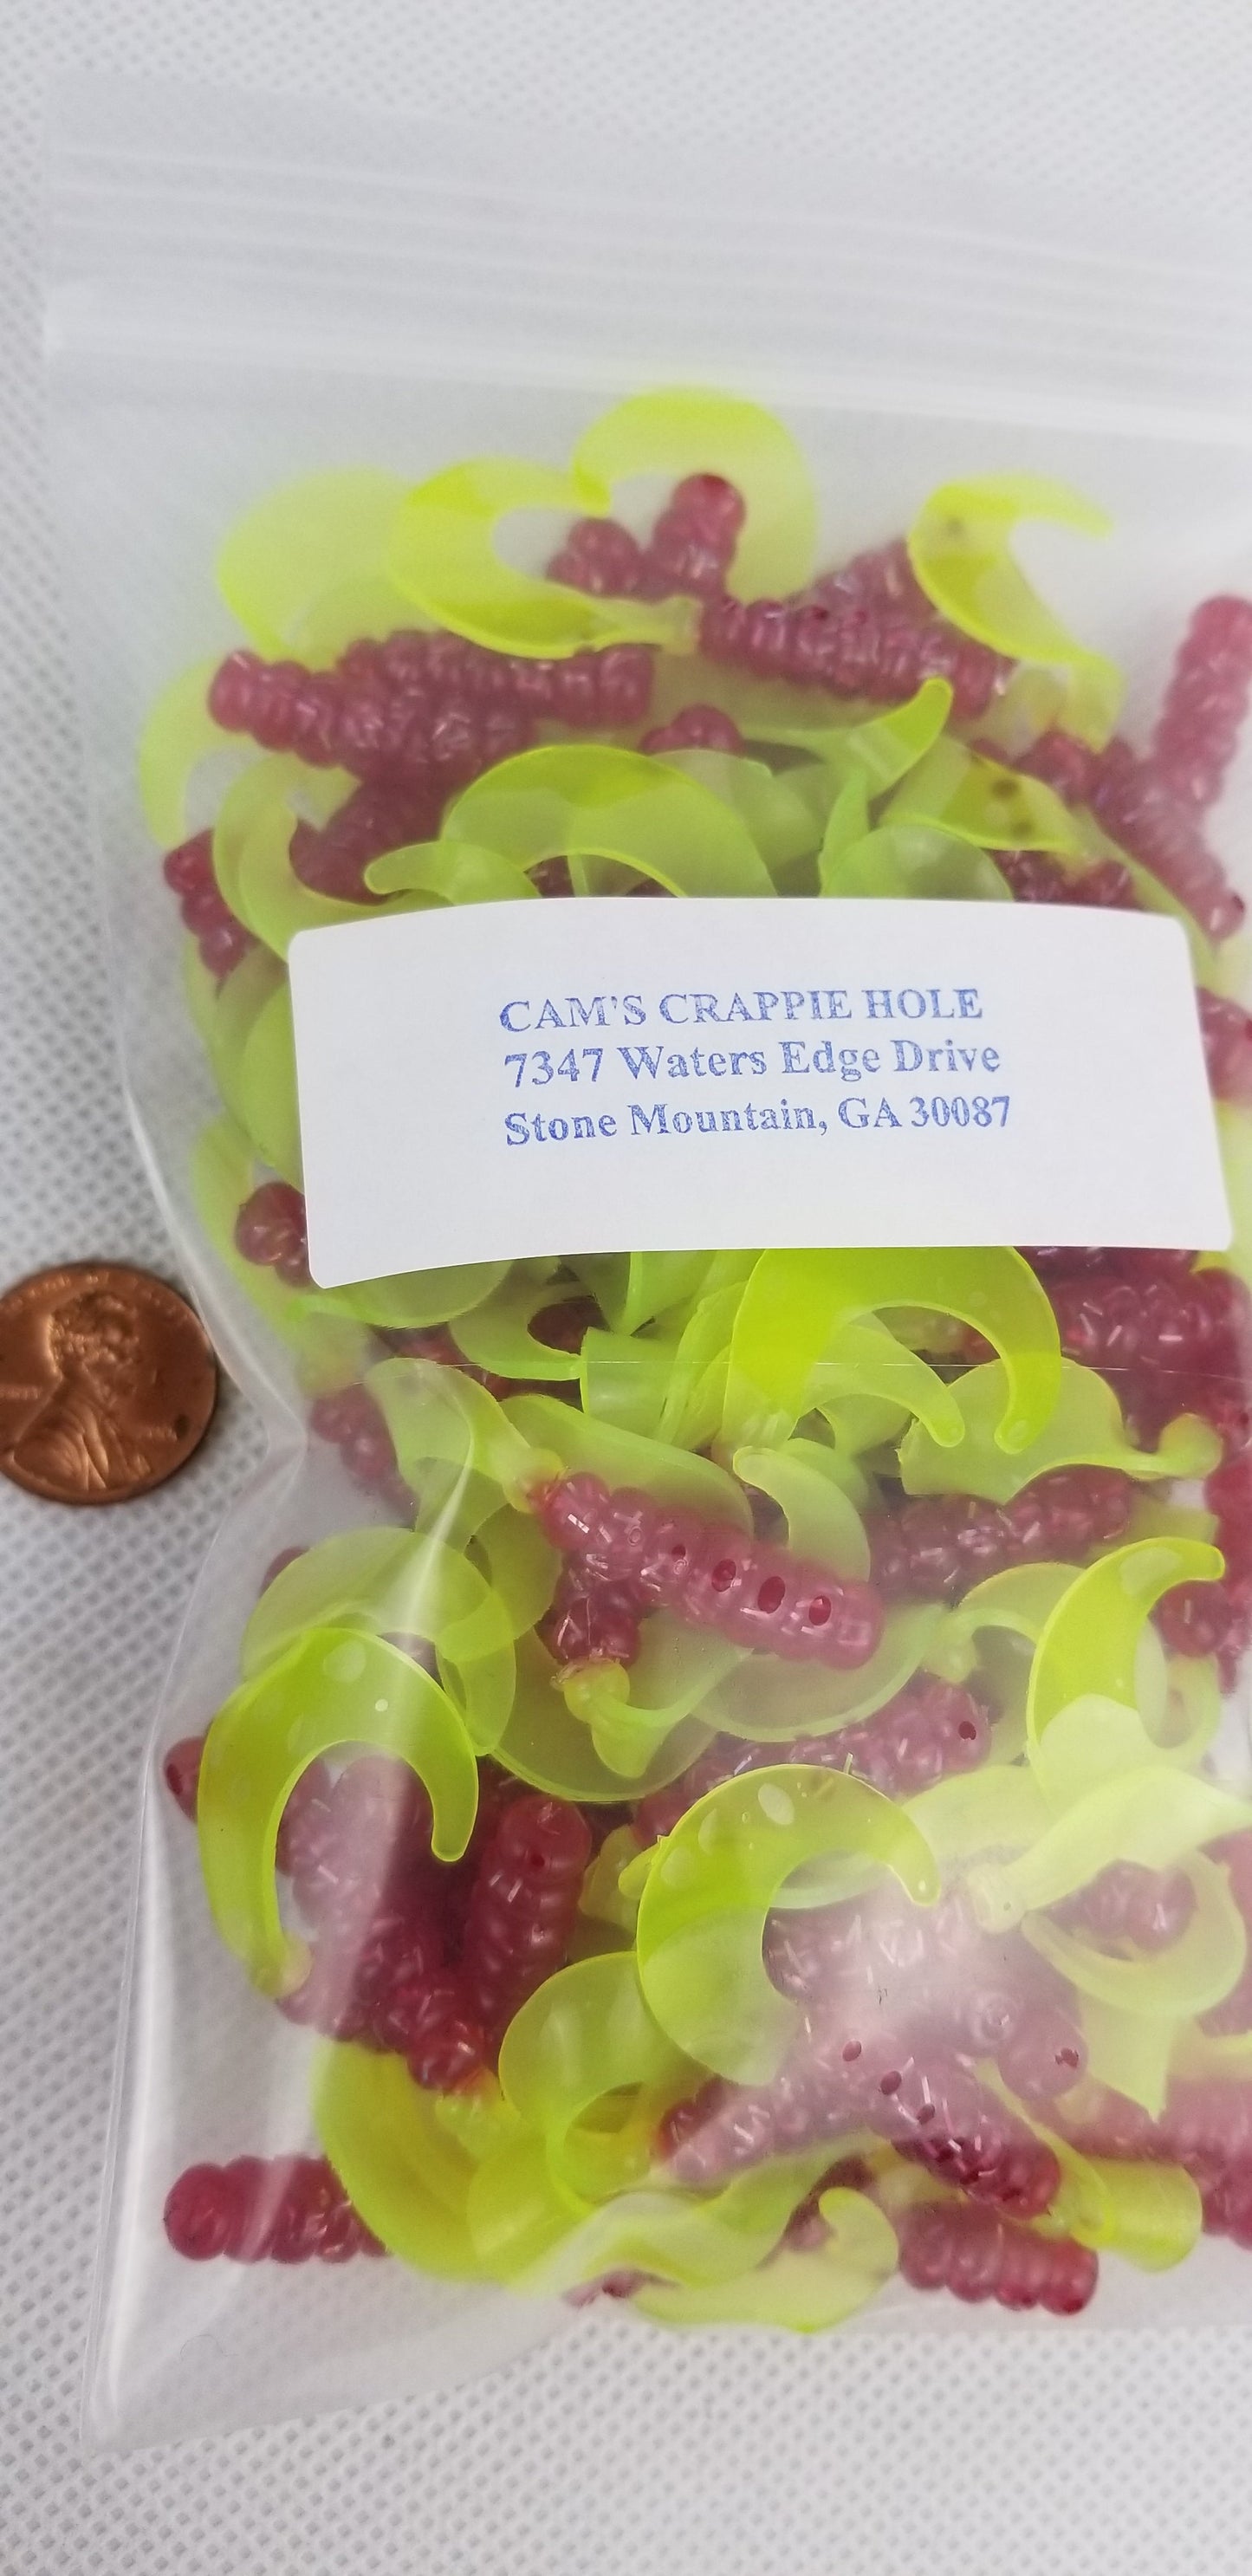 CAM'S CRAPPIE HOLE
7347 Waters Edge Drive
Stone Mountain, GA 30087